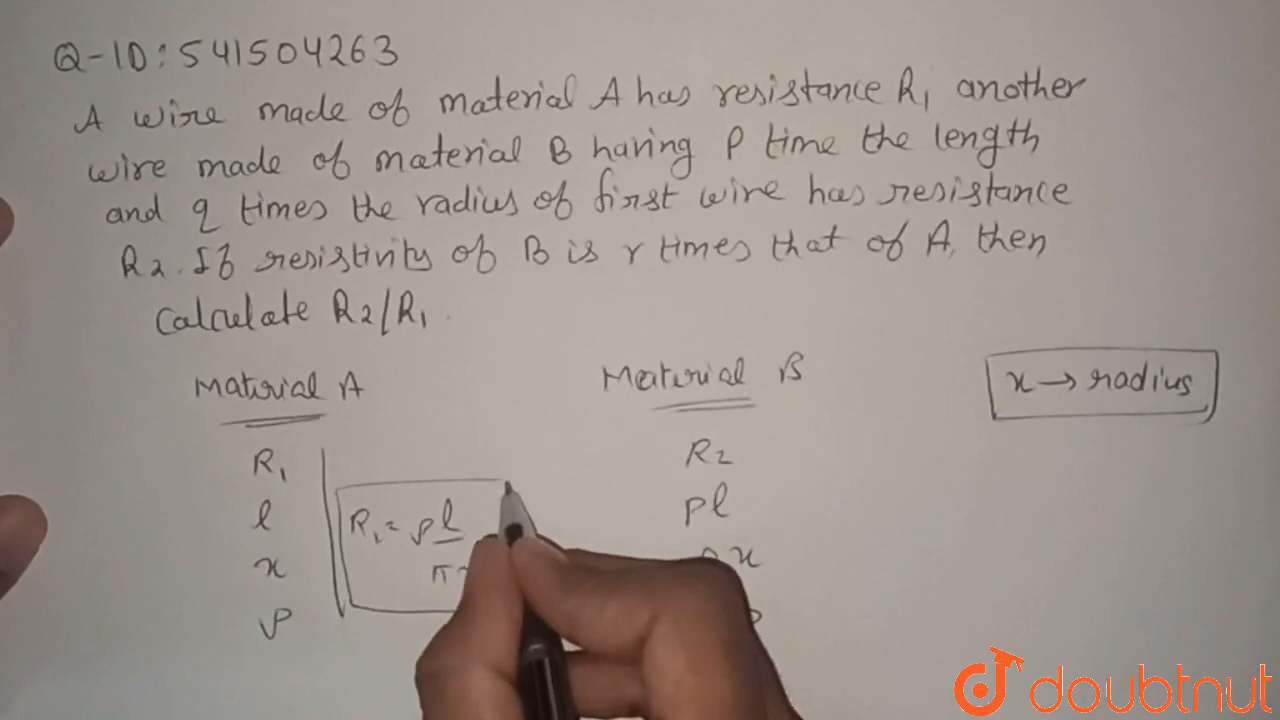 Q-ID:541504263
A wire made of material A has resistance R₁ another
wire made of material B having P time the length
and q times the radius of first wire has resistance
R₂. If resistivity of B is r times that of A, then
Calculate R₂/R₁.
Material A
Material B
x → radius
R₁
R₂
l
R₁ = ρl
pl
x
π
x
ρ
doubtnut